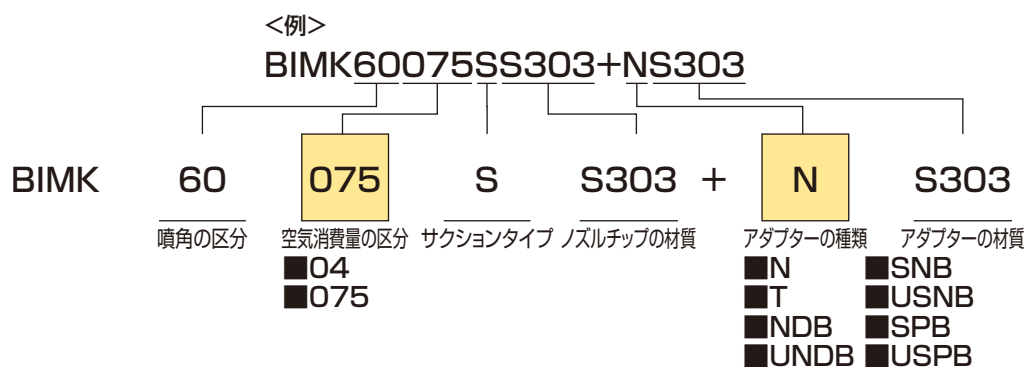 <例>
BIMK60075SS303+NS303
BIMK 60 075 S S303 + N S303
噴角の区分 空気消費量の区分 サクションタイプ ノズルチップの材質 アダプターの種類 アダプターの材質
■04 ■N ■SNB
■075 ■T ■USNB
■NDB ■SPB
■UNDB ■USPB